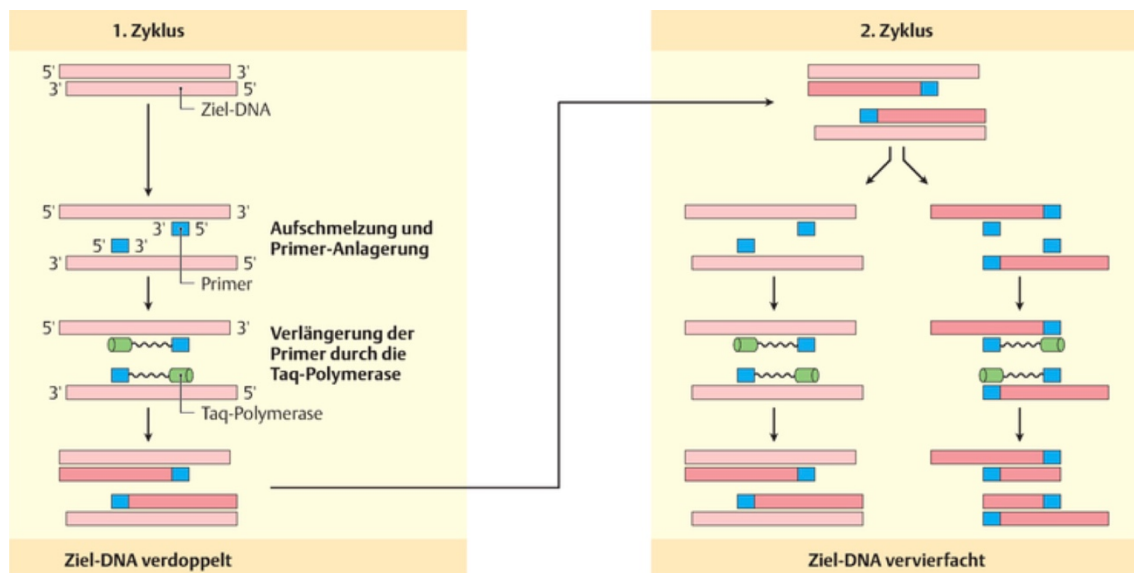 1. Zyklus
5' 3'
3' 5'
Ziel-DNA
5' 3'
3' 5'
5' 3'
3' 5'
Primer
Aufschmelzung und
Primer-Anlagerung
5' 3'
3' 5'
Taq-Polymerase
Verlängerung der
Primer durch die
Taq-Polymerase
Ziel-DNA verdoppelt
2. Zyklus
Ziel-DNA vervierfacht